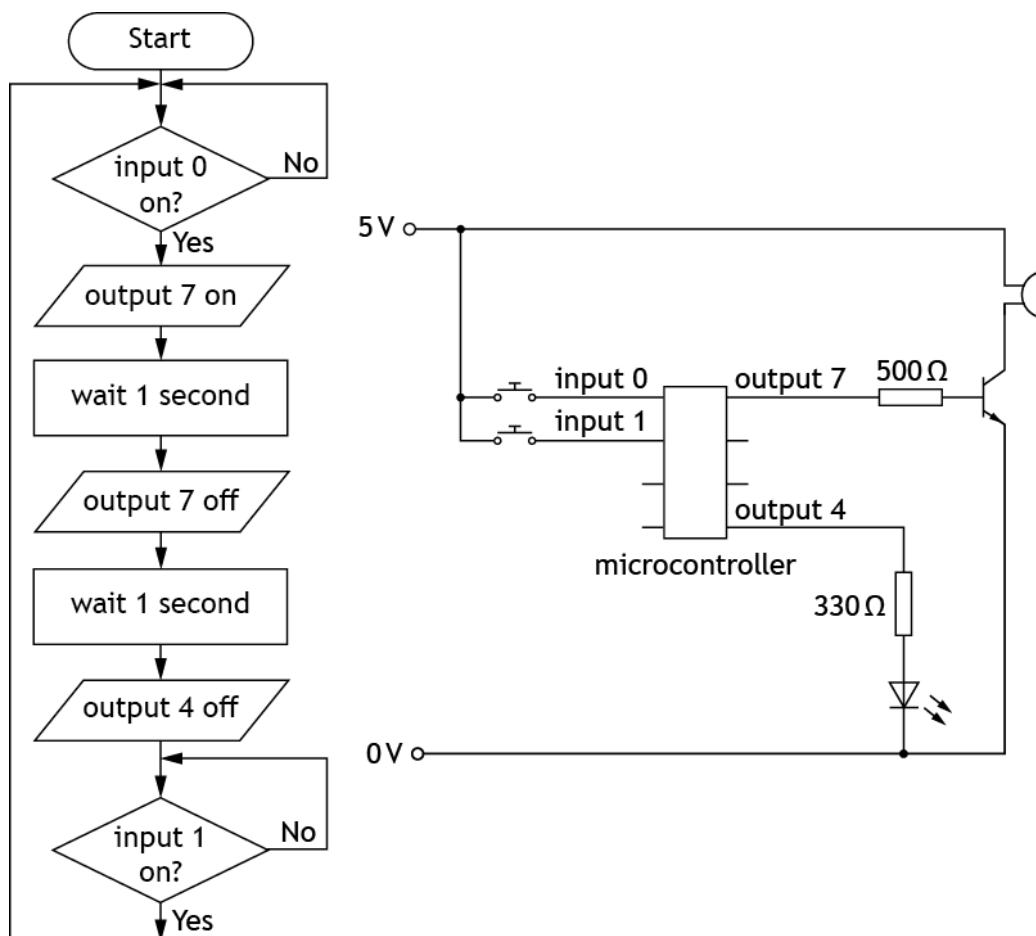 Start
input 0
on?
No
Yes
output 7 on
wait 1 second
output 7 off
wait 1 second
output 4 off
input 1
on?
No
Yes
5 V
input 0
output 7
500 Ω
input 1
output 4
microcontroller
330 Ω
0 V